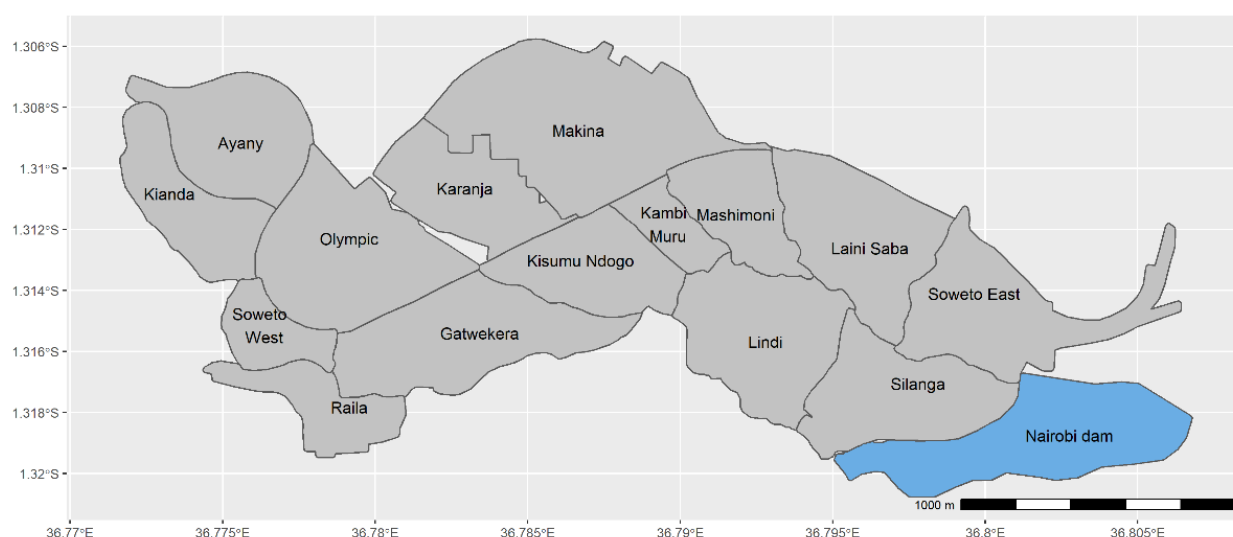 1.306°S
1.308°S
1.31°S
1.312°S
1.314°S
1.316°S
1.318°S
1.32°S
Makina
Ayany
Kianda
Karanja
Olympic
Kambi
Muru
Mashimoni
Laini Saba
Kisumu Ndogo
Soweto East
Soweto
West
Gatwekera
Lindi
Silanga
Raila
Nairobi dam
1000 m
36.77°E
36.775°E
36.78°E
36.785°E
36.79°E
36.795°E
36.8°E
36.805°E